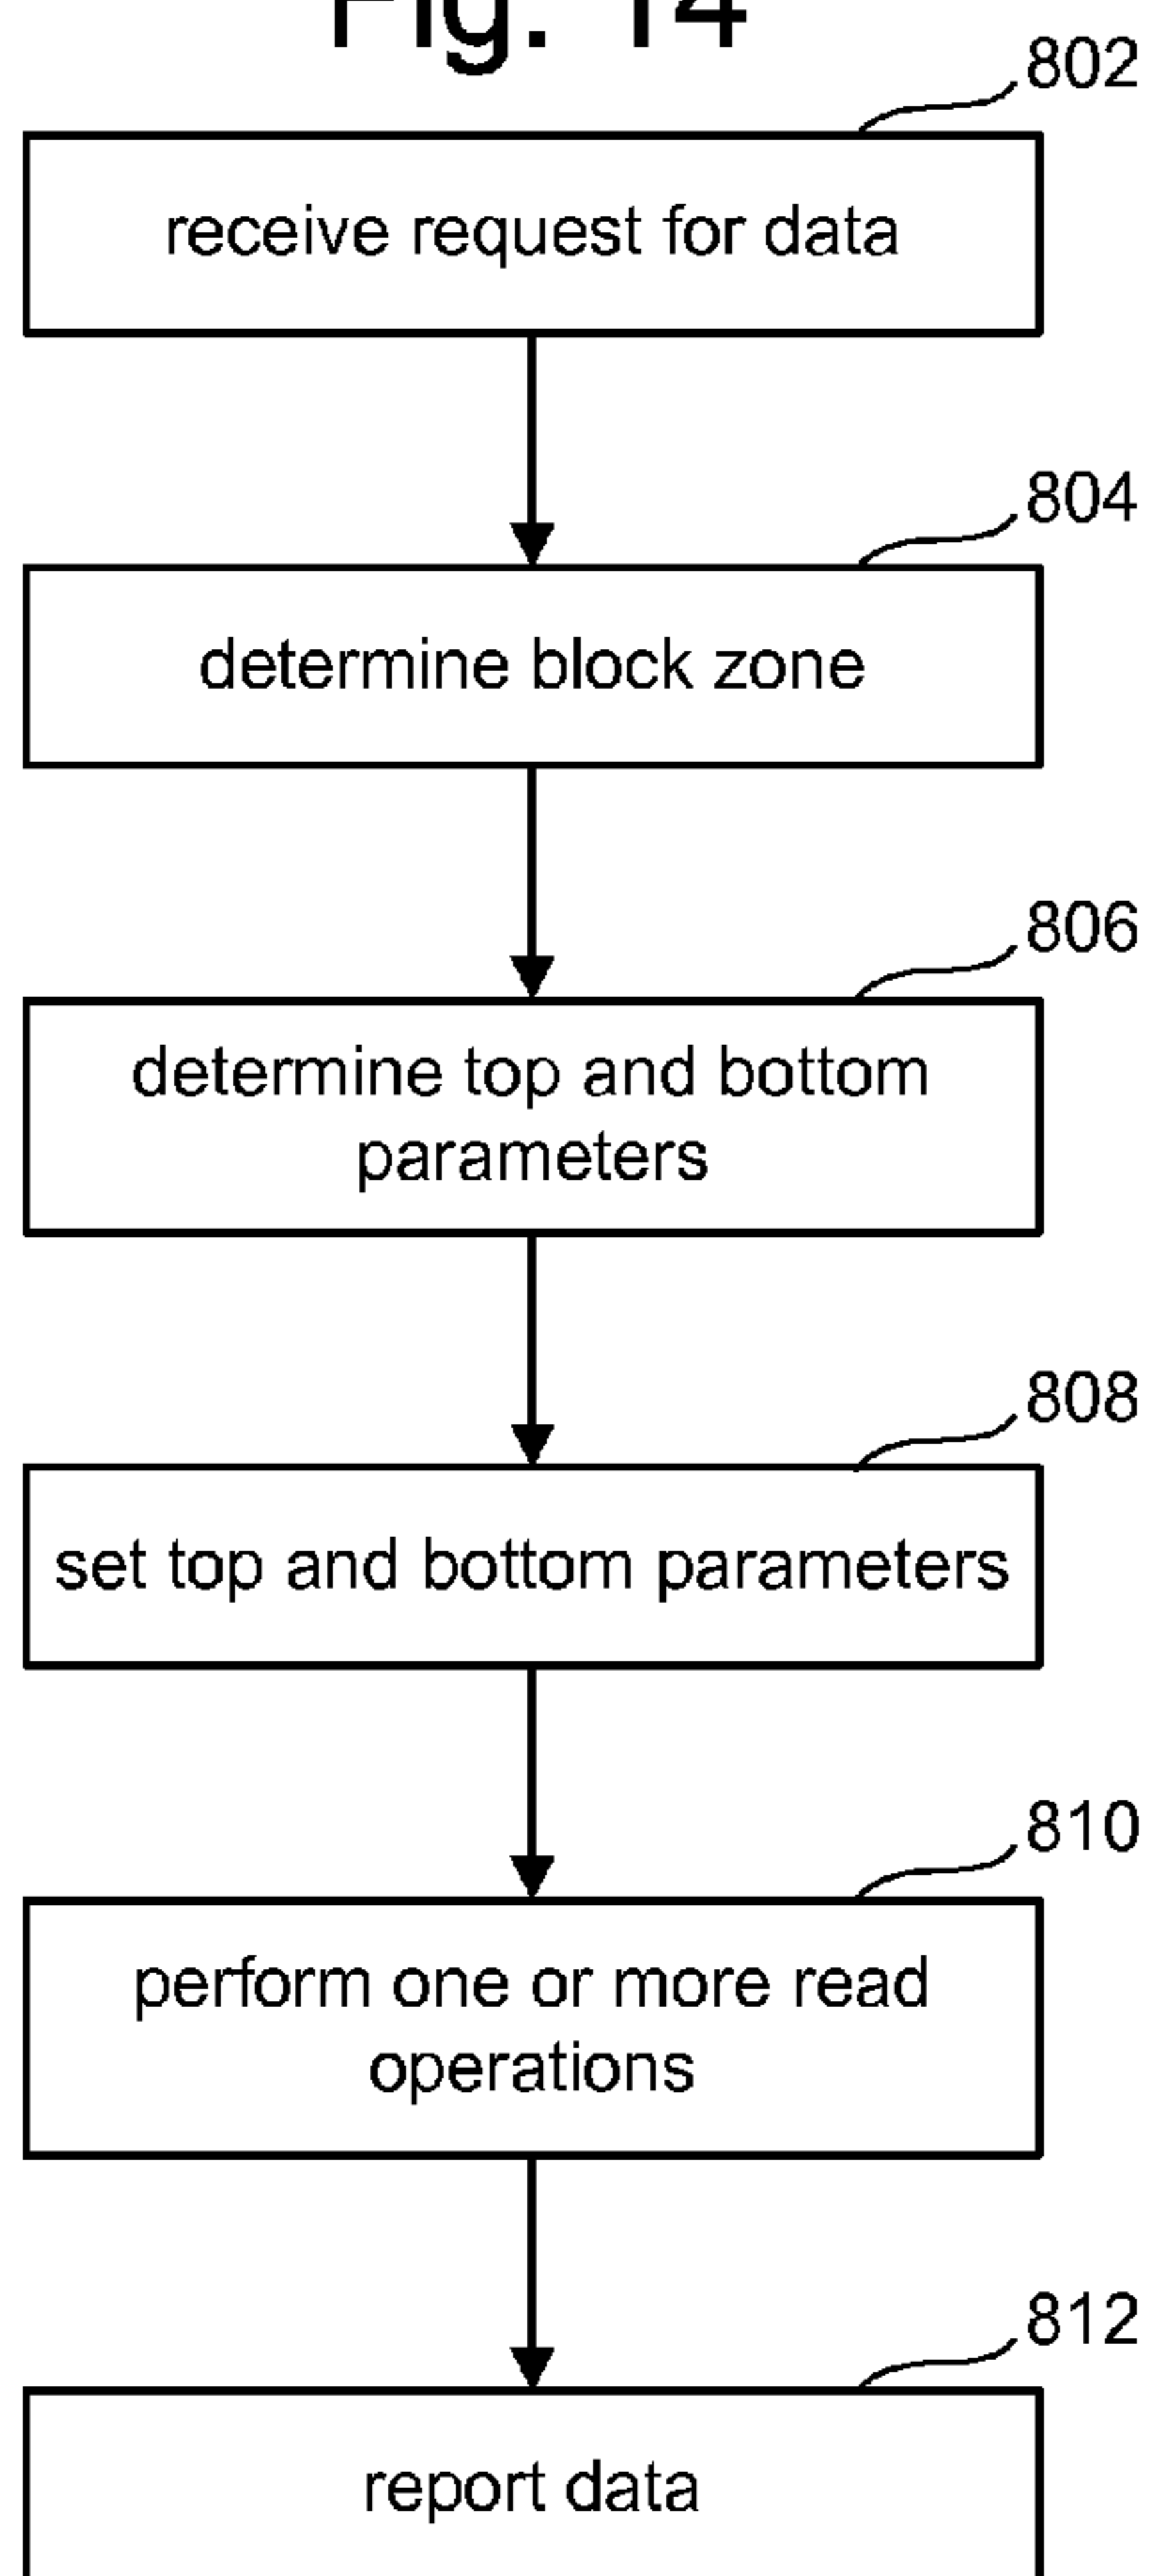 Fig. 14
802
receive request for data
804
determine block zone
806
determine top and bottom
parameters
808
set top and bottom parameters
810
perform one or more read
operations
812
report data